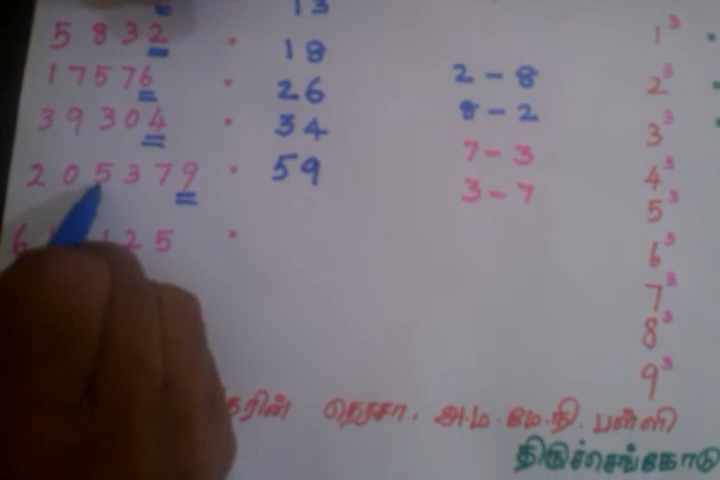 13
5832 · 18
17576 · 26
39304 · 34
205379 · 59
125 ·
2 - 8
8 - 2
7 - 3
3 - 7
1³
2³
3³
4³
5³
6³
7³
8³
9³
தெரசா. அ.ம.மே.நி. பள்ளி
திருச்செங்கோடு